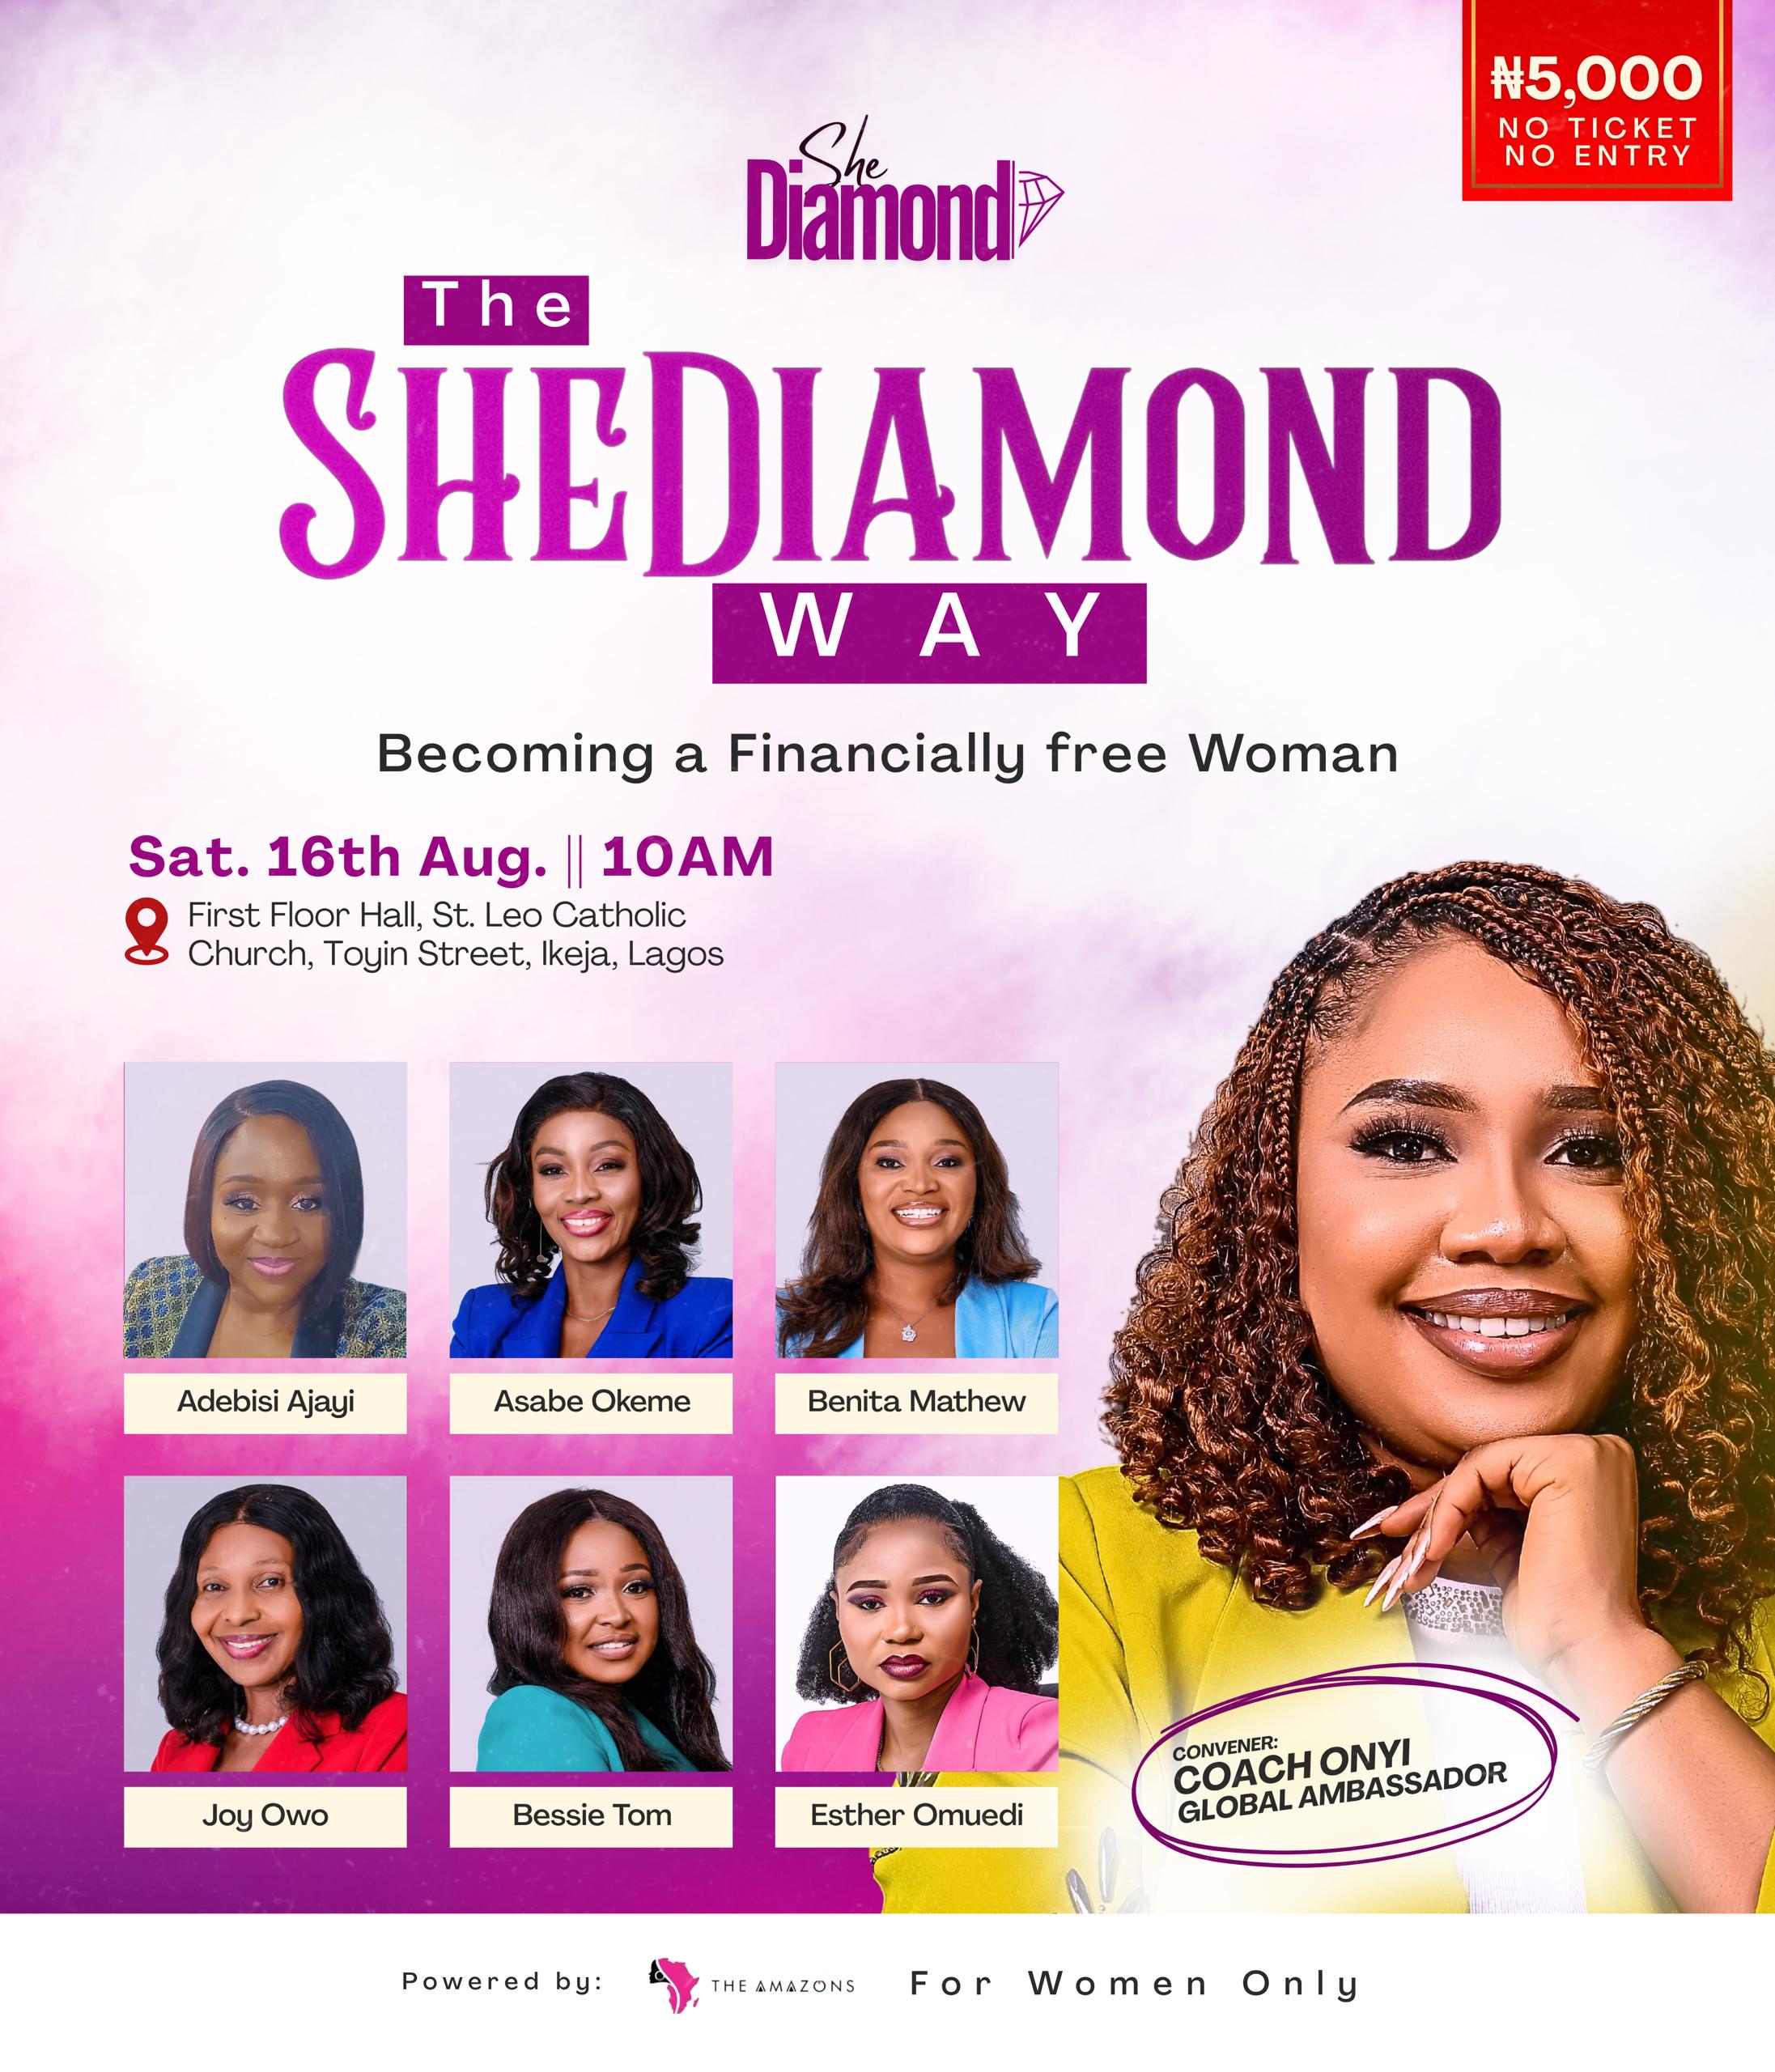 ₦5,000
NO TICKET
NO ENTRY
She
Diamond
The
SHEDIAMOND
WAY
Becoming a Financially free Woman
Sat. 16th Aug. || 10AM
First Floor Hall, St. Leo Catholic
Church, Toyin Street, Ikeja, Lagos
Adebisi Ajayi
Asabe Okeme
Benita Mathew
Joy Owo
Bessie Tom
Esther Omuedi
CONVENER:
COACH ONYI
GLOBAL AMBASSADOR
Powered by: THE AMAZONS For Women Only